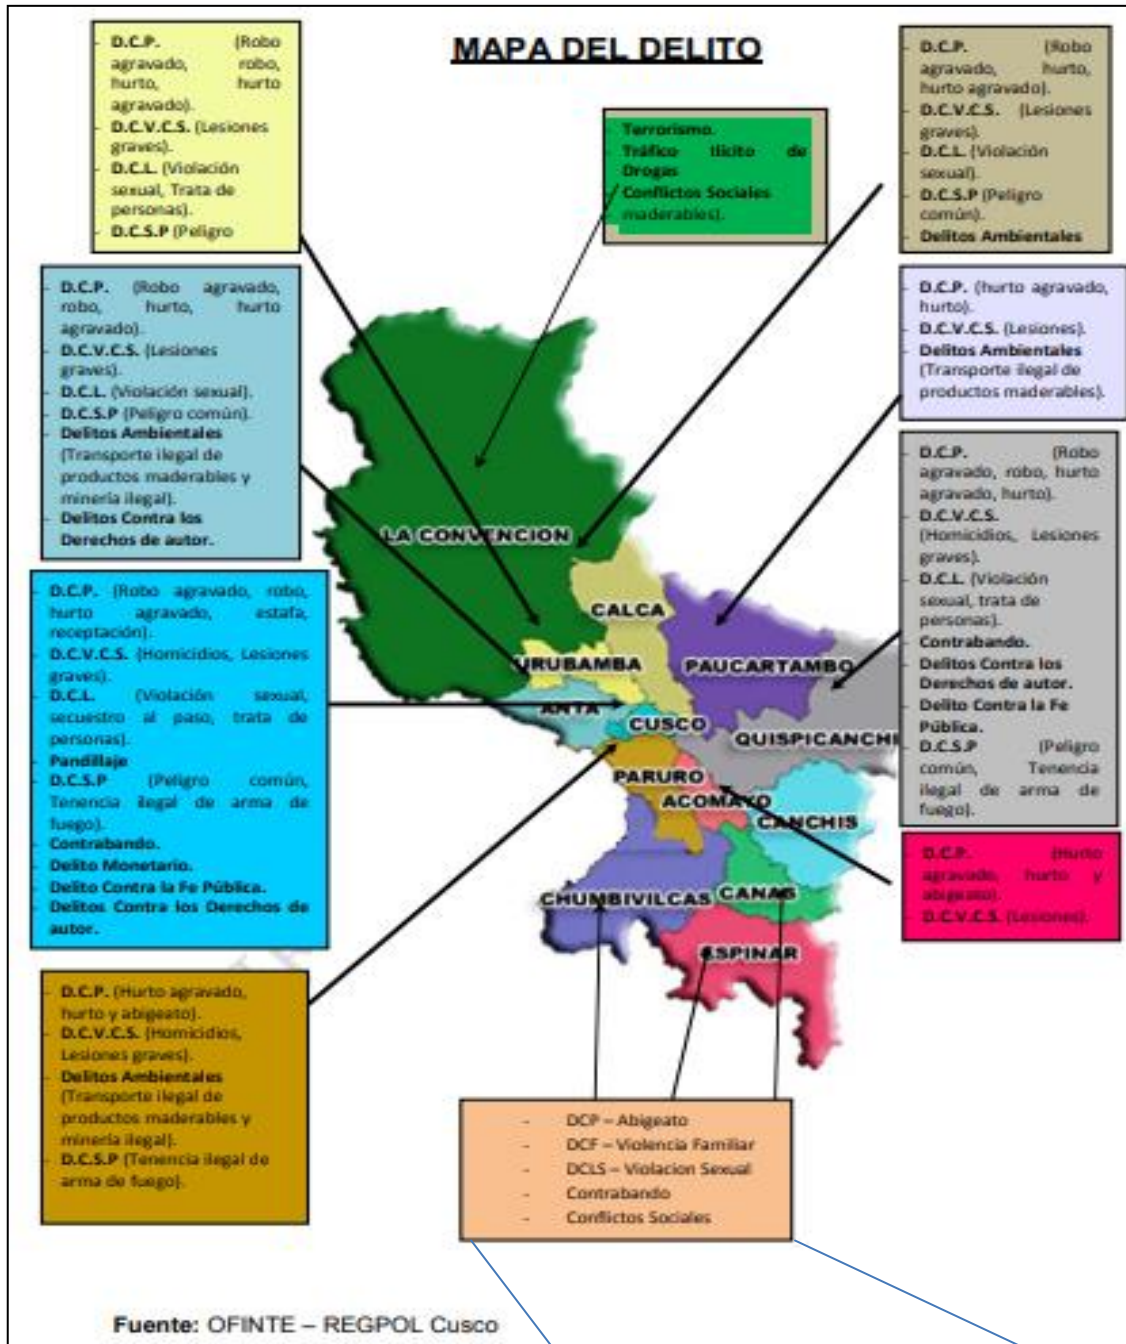 MAPA DEL DELITO
- D.C.P. (Robo
agravado, robo,
hurto, hurto
agravado).
- D.C.V.C.S. (Lesiones
graves).
- D.C.L. (Violación
sexual, Trata de
personas).
- D.C.S.P (Peligro
Terrorismo.
Tráfico Ilícito de
Drogas
Conflictos Sociales
maderables).
- D.C.P. (Robo
agravado, hurto,
hurto agravado).
- D.C.V.C.S. (Lesiones
graves).
- D.C.L. (Violación
sexual).
- D.C.S.P (Peligro
común).
- Delitos Ambientales
- D.C.P. (Robo agravado,
robo, hurto, hurto
agravado).
- D.C.V.C.S. (Lesiones
graves).
- D.C.L. (Violación sexual).
- D.C.S.P (Peligro común).
- Delitos Ambientales
(Transporte ilegal de
productos maderables y
minería ilegal).
- Delitos Contra los
Derechos de autor.
- D.C.P. (hurto agravado,
hurto).
- D.C.V.C.S. (Lesiones).
- Delitos Ambientales
(Transporte ilegal de
productos maderables).
- D.C.P. (Robo
agravado, robo, hurto
agravado, hurto).
- D.C.V.C.S.
(Homicidios, Lesiones
graves).
- D.C.L. (Violación
sexual, trata de
personas).
- Contrabando.
- Delitos Contra los
Derechos de autor.
- Delito Contra la Fe
Pública.
- D.C.S.P (Peligro
común, Tenencia
ilegal de arma de
fuego).
- D.C.P. (Robo agravado, robo,
hurto agravado, estafa,
receptación).
- D.C.V.C.S. (Homicidios, Lesiones
graves).
- D.C.L (Violación sexual,
secuestro al paso, trata de
personas).
- Pandillaje
- D.C.S.P (Peligro común,
Tenencia ilegal de arma de
fuego).
- Contrabando.
- Delito Monetario.
- Delito Contra la Fe Pública.
- Delitos Contra los Derechos de
autor.
LA CONVENCION
CALCA
URUBAMBA
PAUCARTAMBO
ANTA
CUSCO
QUISPICANCHI
PARURO
ACOMAYO
CANCHIS
CHUMBIVILCAS
CANAS
ESPINAR
- D.C.P. (Hurto
agravado, hurto y
abigeato).
- D.C.V.C.S. (Lesiones).
- D.C.P. (Hurto agravado,
hurto y abigeato).
- D.C.V.C.S. (Homicidios,
Lesiones graves).
- Delitos Ambientales
(Transporte ilegal de
productos maderables y
minería ilegal).
- D.C.S.P (Tenencia ilegal de
arma de fuego).
- DCP – Abigeato
- DCF – Violencia Familiar
- DCLS – Violacion Sexual
- Contrabando
- Conflictos Sociales
Fuente: OFINTE – REGPOL Cusco